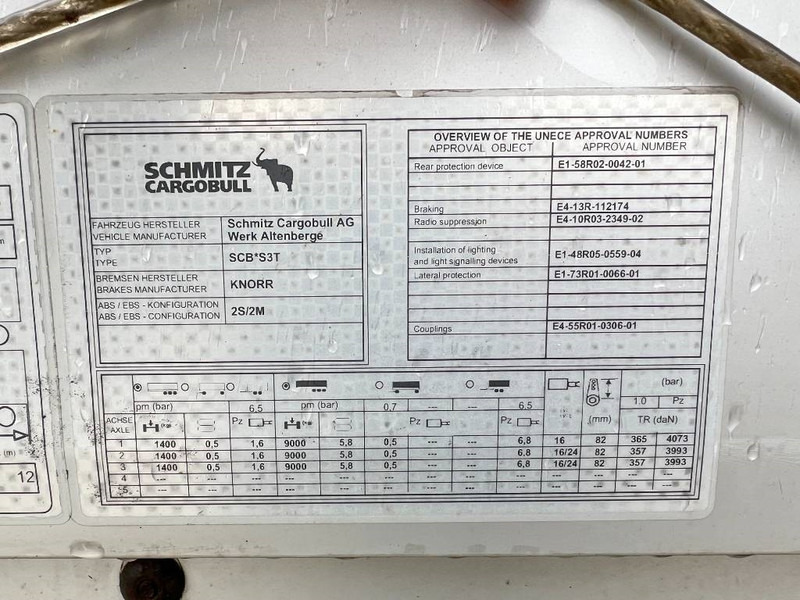 SCHMITZ
CARGOBULL
FAHRZEUG HERSTELLER
VEHICLE MANUFACTURER
Schmitz Cargobull AG
Werk Altenberge
TYP
TYPE
SCB*S3T
BREMSEN HERSTELLER
BRAKES MANUFACTURER
KNORR
ABS / EBS - KONFIGURATION
ABS / EBS - CONFIGURATION
2S/2M
OVERVIEW OF THE UNECE APPROVAL NUMBERS
APPROVAL OBJECT APPROVAL NUMBER
Rear protection device E1-58R02-0042-01
Braking E4-13R-112174
Radio suppression E4-10R03-2349-02
Installation of lighting
and light signalling devices E1-48R05-0559-04
Lateral protection E1-73R01-0066-01
Couplings E4-55R01-0306-01
(bar)
pm (bar) 6,5 pm (bar) 0,7 --- --- 6.5 1.0 Pz
ACHSE
AXLE
Pz Pz Pz (mm) TR (daN)
1 1400 0,5 1,6 9000 5,8 0,5 --- --- 6,8 16 82 365 4073
2 1400 0,5 1,6 9000 5,8 0,5 --- --- 6,8 16/24 82 357 3993
3 1400 0,5 1,6 9000 5,8 0,5 --- --- 6,8 16/24 82 357 3993
4 --- --- --- --- --- --- --- --- --- --- --- --- ---
5 --- --- --- --- --- --- --- --- --- --- --- --- ---
m
(m)
12